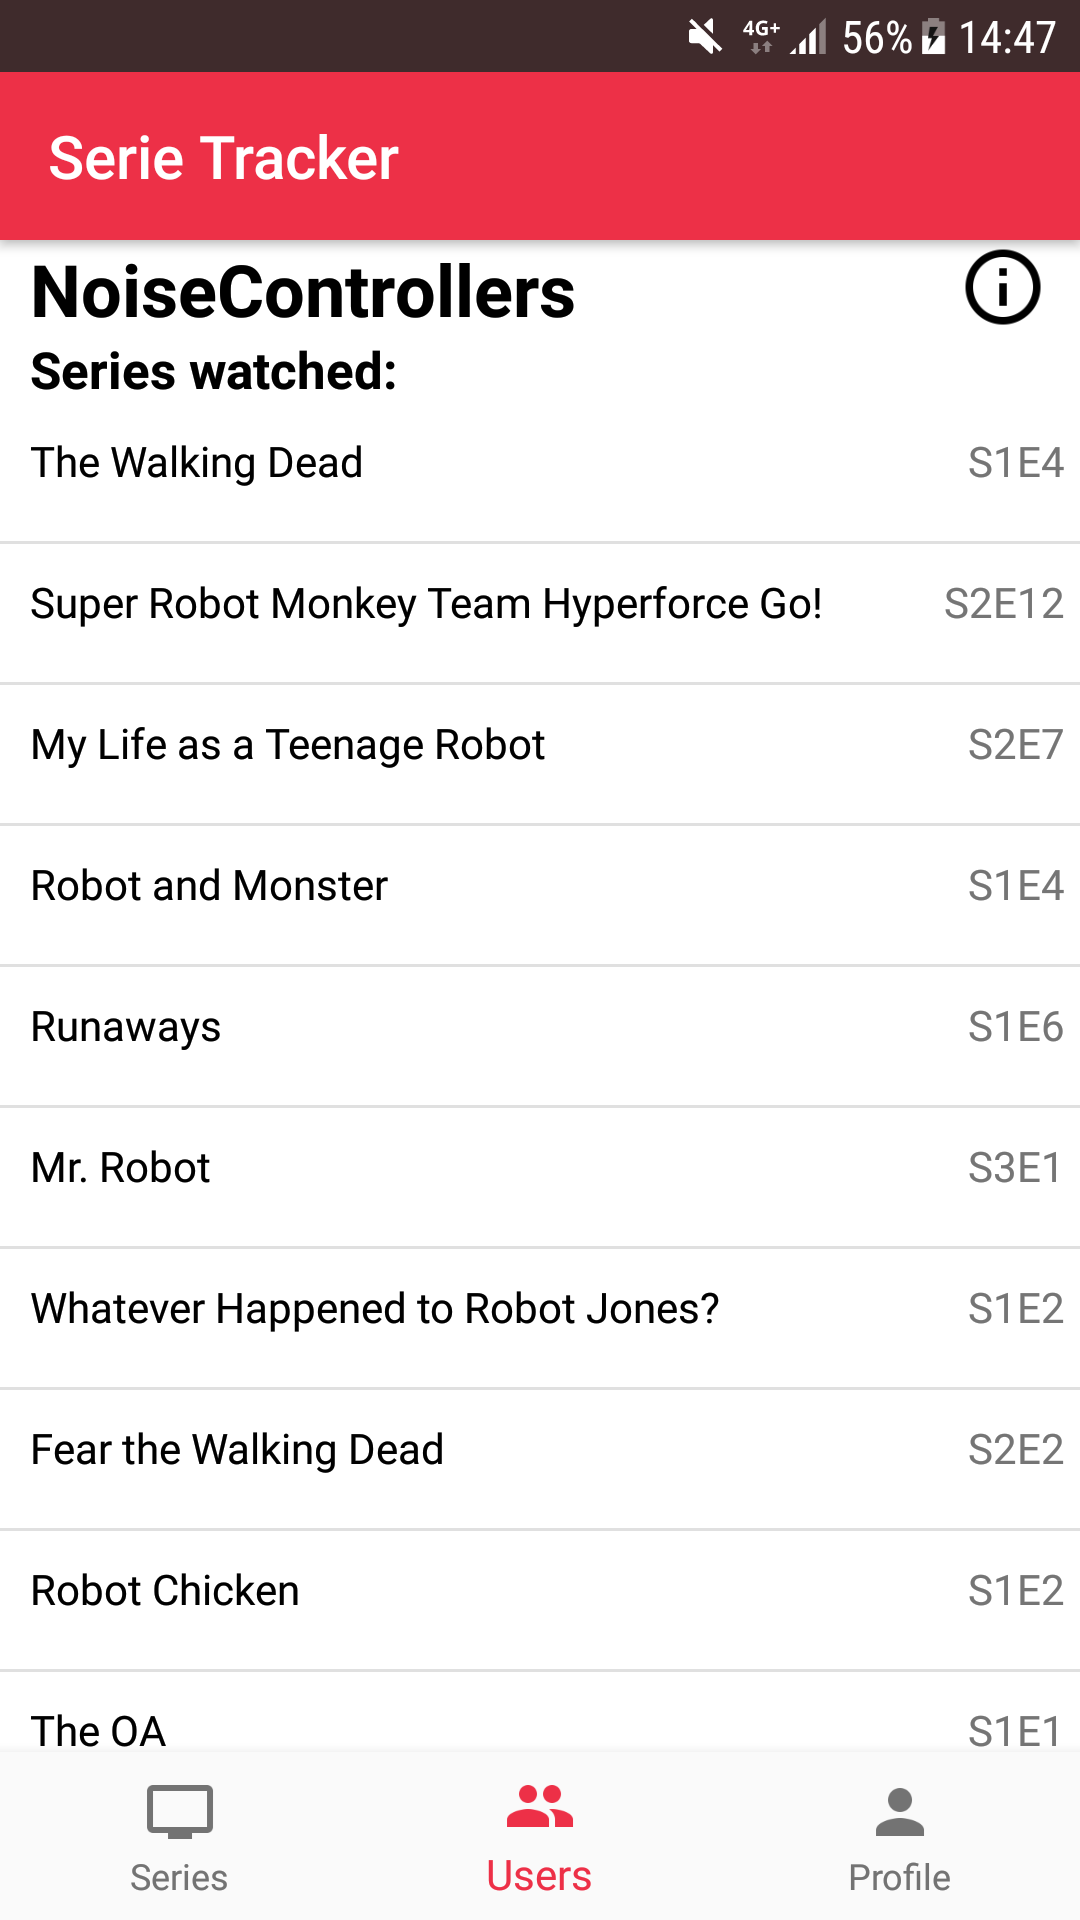 4G+ 56% 14:47
Serie Tracker
NoiseControllers
Series watched:
The Walking Dead S1E4
Super Robot Monkey Team Hyperforce Go! S2E12
My Life as a Teenage Robot S2E7
Robot and Monster S1E4
Runaways S1E6
Mr. Robot S3E1
Whatever Happened to Robot Jones? S1E2
Fear the Walking Dead S2E2
Robot Chicken S1E2
The OA S1E1
Series Users Profile